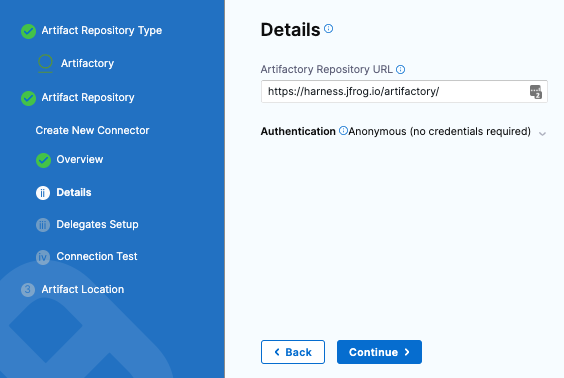 Artifact Repository Type
Artifactory
Artifact Repository
Create New Connector
Overview
ii Details
iii Delegates Setup
iv Connection Test
3 Artifact Location
Details
Artifactory Repository URL
https://harness.jfrog.io/artifactory/
2
Authentication Anonymous (no credentials required)
Back
Continue